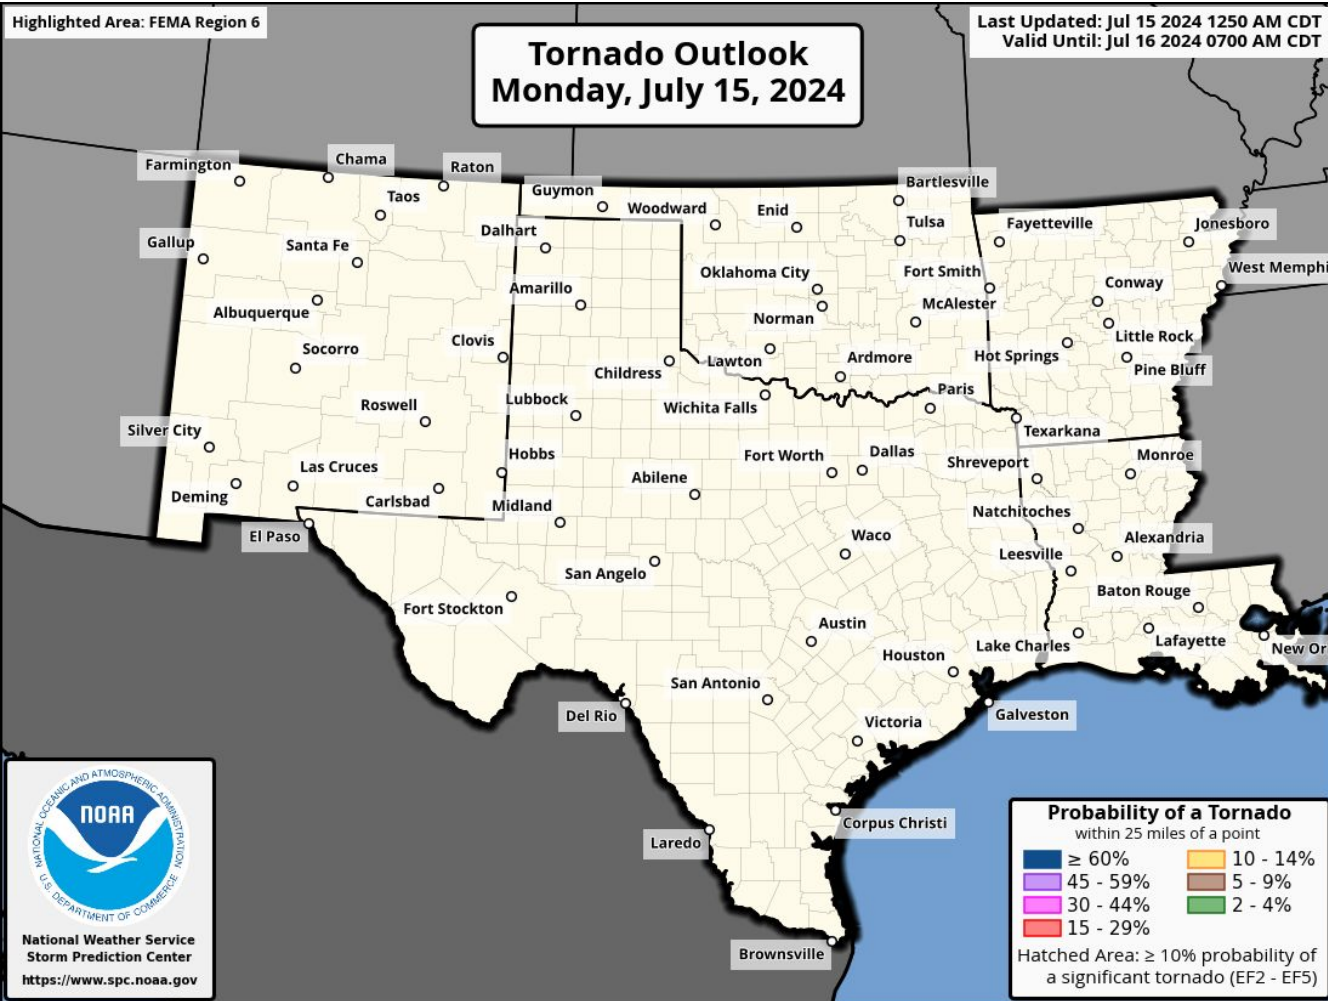 Highlighted Area: FEMA Region 6
Tornado Outlook
Monday, July 15, 2024
Last Updated: Jul 15 2024 1250 AM CDT
Valid Until: Jul 16 2024 0700 AM CDT
Farmington
Chama
Raton
Taos
Guymon
Woodward
Enid
Bartlesville
Tulsa
Fayetteville
Jonesboro
Gallup
Santa Fe
Dalhart
Oklahoma City
Fort Smith
West Memphi
Amarillo
McAlester
Conway
Albuquerque
Norman
Socorro
Clovis
Little Rock
Childress
Lawton
Ardmore
Hot Springs
Pine Bluff
Roswell
Lubbock
Wichita Falls
Paris
Silver City
Texarkana
Las Cruces
Hobbs
Fort Worth
Dallas
Shreveport
Monroe
Deming
Carlsbad
Midland
Abilene
Natchitoches
El Paso
Waco
Leesville
Alexandria
San Angelo
Baton Rouge
Fort Stockton
Austin
Houston
Lake Charles
Lafayette
New Or
San Antonio
Del Rio
Victoria
Galveston
Laredo
Corpus Christi
Brownsville
NATIONAL OCEANIC AND ATMOSPHERIC ADMINISTRATION
NOAA
U.S. DEPARTMENT OF COMMERCE
National Weather Service
Storm Prediction Center
https://www.spc.noaa.gov
Probability of a Tornado
within 25 miles of a point
≥ 60%
10 - 14%
45 - 59%
5 - 9%
30 - 44%
2 - 4%
15 - 29%
Hatched Area: ≥ 10% probability of
a significant tornado (EF2 - EF5)